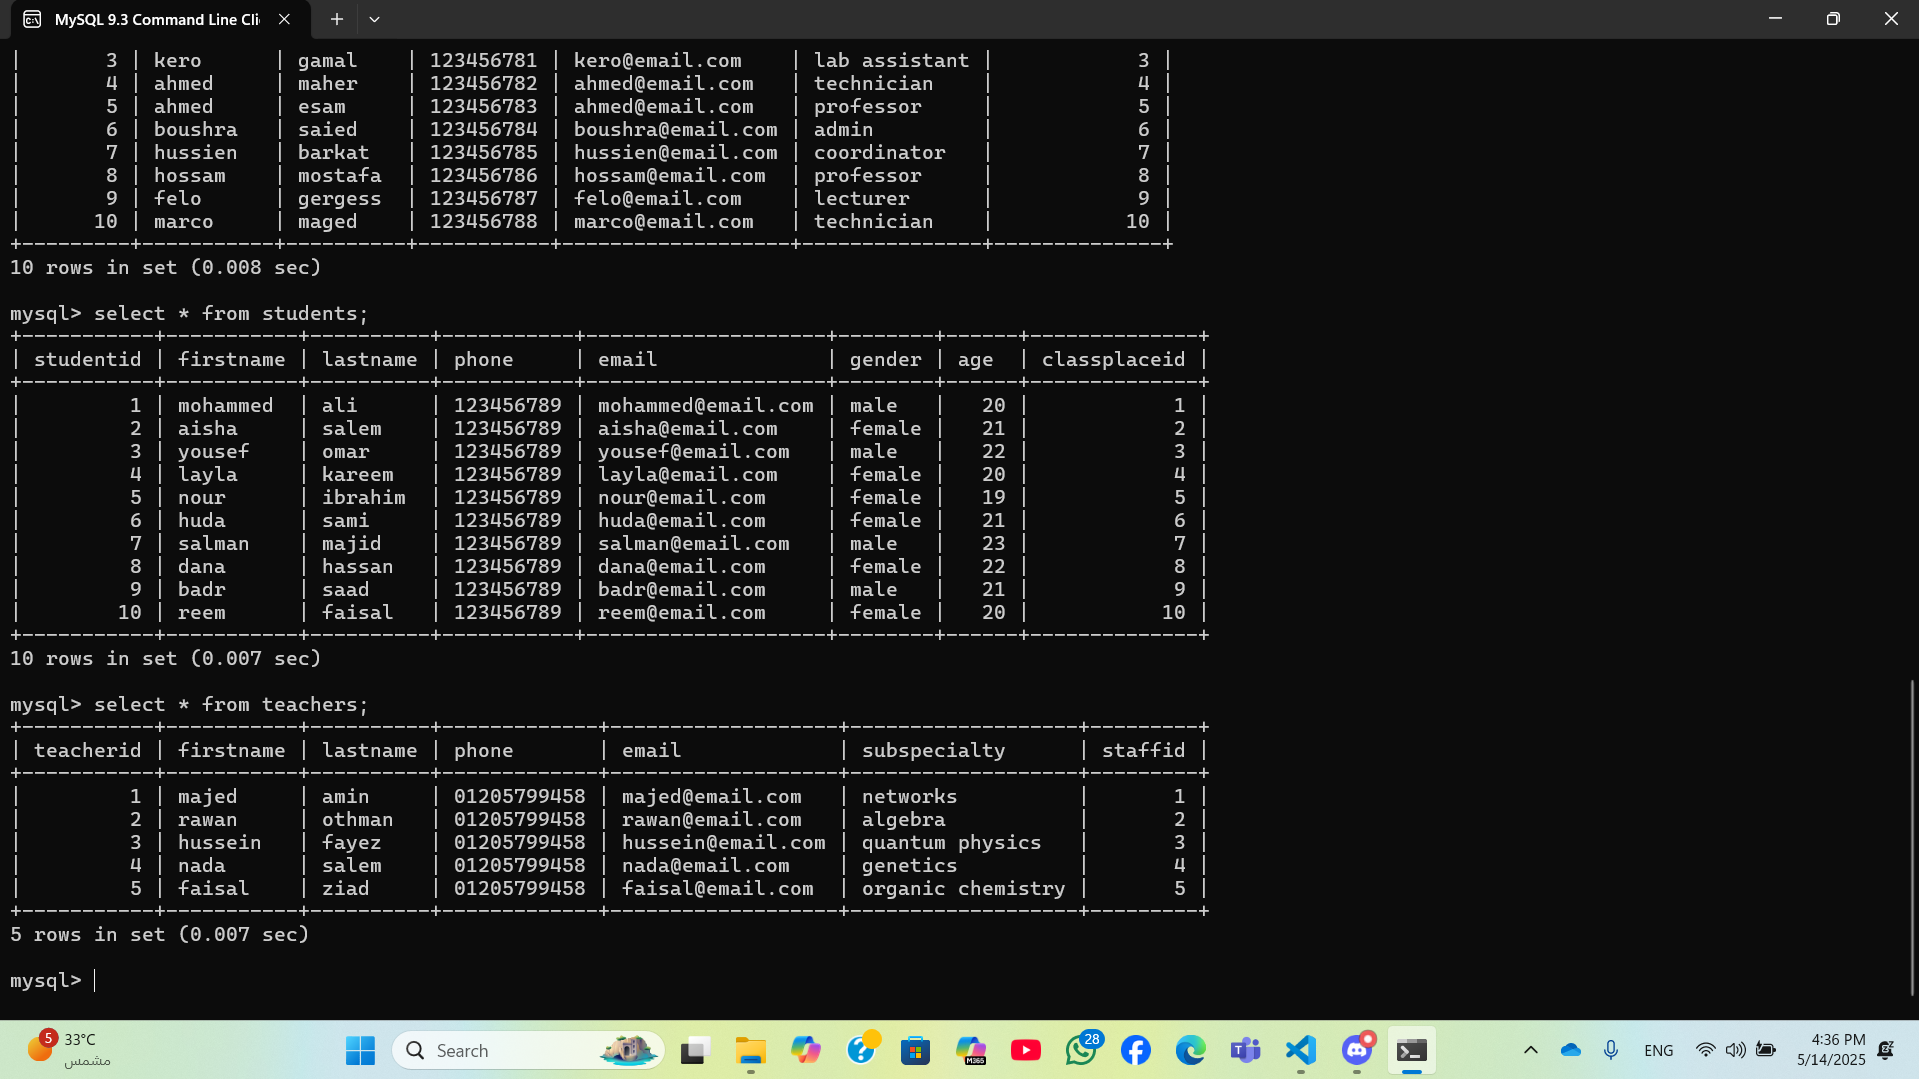 MySQL 9.3 Command Line Cli
|       3 | kero      | gamal    | 123456781 | kero@email.com    | lab assistant |            3 |
|       4 | ahmed     | maher    | 123456782 | ahmed@email.com   | technician    |            4 |
|       5 | ahmed     | esam     | 123456783 | ahmed@email.com   | professor     |            5 |
|       6 | boushra   | saied    | 123456784 | boushra@email.com | admin         |            6 |
|       7 | hussien   | barkat   | 123456785 | hussien@email.com | coordinator   |            7 |
|       8 | hossam    | mostafa  | 123456786 | hossam@email.com  | professor     |            8 |
|       9 | felo      | gergess  | 123456787 | felo@email.com    | lecturer      |            9 |
|      10 | marco     | maged    | 123456788 | marco@email.com   | technician    |           10 |
+---------+-----------+----------+-----------+-------------------+---------------+--------------+
10 rows in set (0.008 sec)
mysql> select * from students;
+-----------+-----------+----------+-----------+--------------------+--------+------+--------------+
| studentid | firstname | lastname | phone     | email              | gender | age  | classplaceid |
+-----------+-----------+----------+-----------+--------------------+--------+------+--------------+
|         1 | mohammed  | ali      | 123456789 | mohammed@email.com | male   |   20 |            1 |
|         2 | aisha     | salem    | 123456789 | aisha@email.com    | female |   21 |            2 |
|         3 | yousef    | omar     | 123456789 | yousef@email.com   | male   |   22 |            3 |
|         4 | layla     | kareem   | 123456789 | layla@email.com    | female |   20 |            4 |
|         5 | nour      | ibrahim  | 123456789 | nour@email.com     | female |   19 |            5 |
|         6 | huda      | sami     | 123456789 | huda@email.com     | female |   21 |            6 |
|         7 | salman    | majid    | 123456789 | salman@email.com   | male   |   23 |            7 |
|         8 | dana      | hassan   | 123456789 | dana@email.com     | female |   22 |            8 |
|         9 | badr      | saad     | 123456789 | badr@email.com     | male   |   21 |            9 |
|        10 | reem      | faisal   | 123456789 | reem@email.com     | female |   20 |           10 |
+-----------+-----------+----------+-----------+--------------------+--------+------+--------------+
10 rows in set (0.007 sec)
mysql> select * from teachers;
+-----------+-----------+----------+-------------+-------------------+-------------------+---------+
| teacherid | firstname | lastname | phone       | email             | subspecialty      | staffid |
+-----------+-----------+----------+-------------+-------------------+-------------------+---------+
|         1 | majed     | amin     | 01205799458 | majed@email.com   | networks          |       1 |
|         2 | rawan     | othman   | 01205799458 | rawan@email.com   | algebra           |       2 |
|         3 | hussein   | fayez    | 01205799458 | hussein@email.com | quantum physics   |       3 |
|         4 | nada      | salem    | 01205799458 | nada@email.com    | genetics          |       4 |
|         5 | faisal    | ziad     | 01205799458 | faisal@email.com  | organic chemistry |       5 |
+-----------+-----------+----------+-------------+-------------------+-------------------+---------+
5 rows in set (0.007 sec)
mysql>
5
33°C
مشمس
Search
M365
28
ENG
4:36 PM
5/14/2025